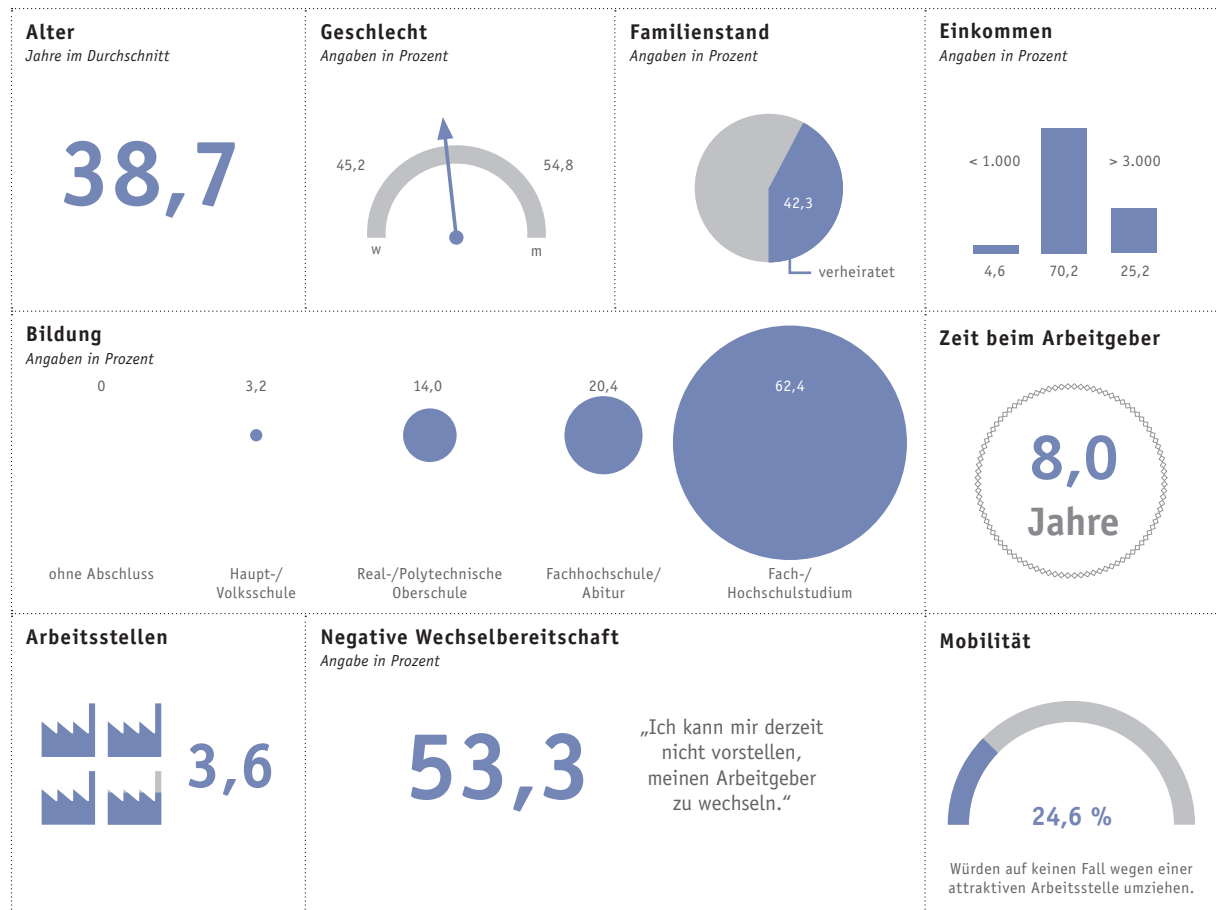 Alter
Jahre im Durchschnitt
38,7
Geschlecht
Angaben in Prozent
45,2
54,8
w
m
Familienstand
Angaben in Prozent
42,3
verheiratet
Einkommen
Angaben in Prozent
< 1.000
> 3.000
4,6
70,2
25,2
Bildung
Angaben in Prozent
0
3,2
14,0
20,4
62,4
ohne Abschluss
Haupt-/
Volksschule
Real-/Polytechnische
Oberschule
Fachhochschule/
Abitur
Fach-/
Hochschulstudium
Zeit beim Arbeitgeber
8,0
Jahre
Arbeitsstellen
3,6
Negative Wechselbereitschaft
Angabe in Prozent
53,3
„Ich kann mir derzeit
nicht vorstellen,
meinen Arbeitgeber
zu wechseln.“
Mobilität
24,6 %
Würden auf keinen Fall wegen einer
attraktiven Arbeitsstelle umziehen.